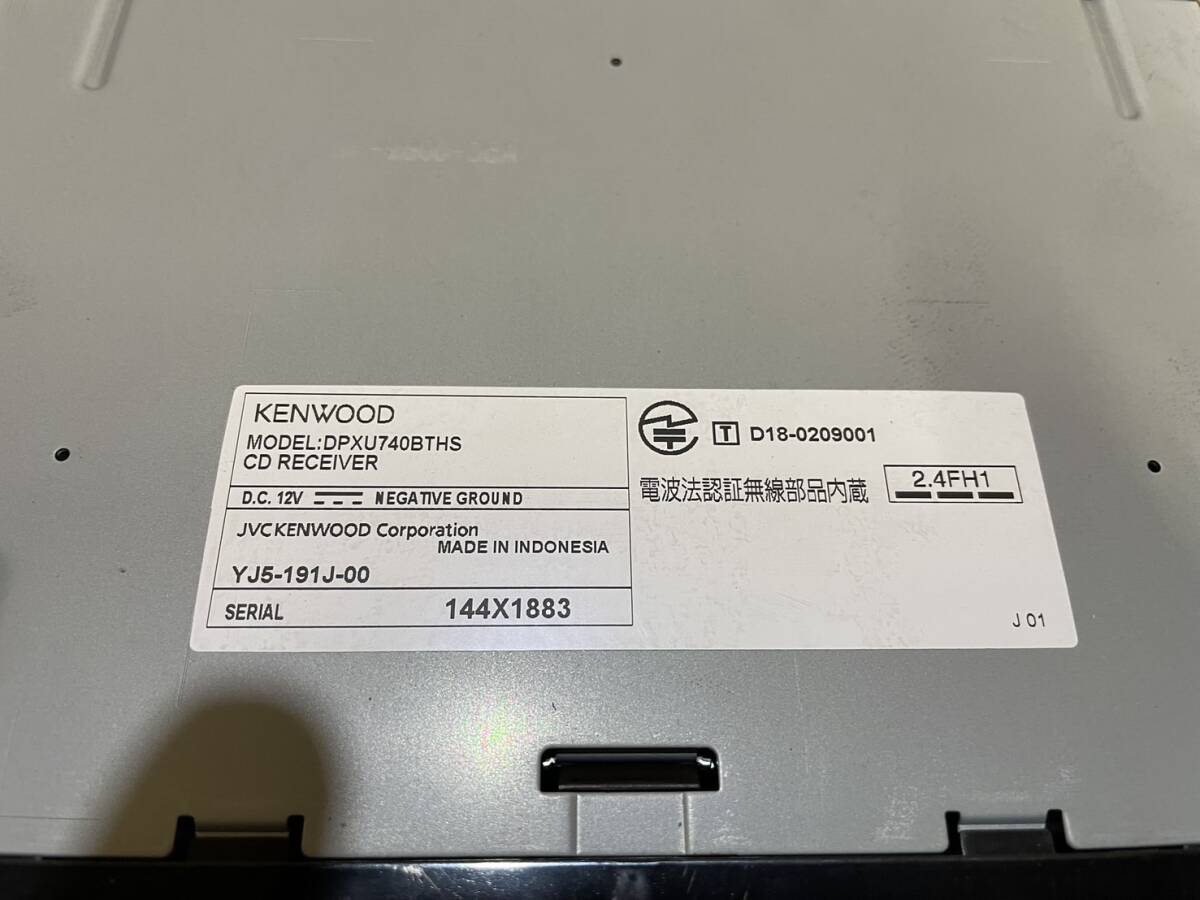 KENWOOD
MODEL:DPXU740BTHS
CD RECEIVER
D.C. 12V NEGATIVE GROUND
JVCKENWOOD Corporation
MADE IN INDONESIA
YJ5-191J-00
SERIAL 144X1883
T D18-0209001
電波法認証無線部品内蔵 2.4FH1
J 01